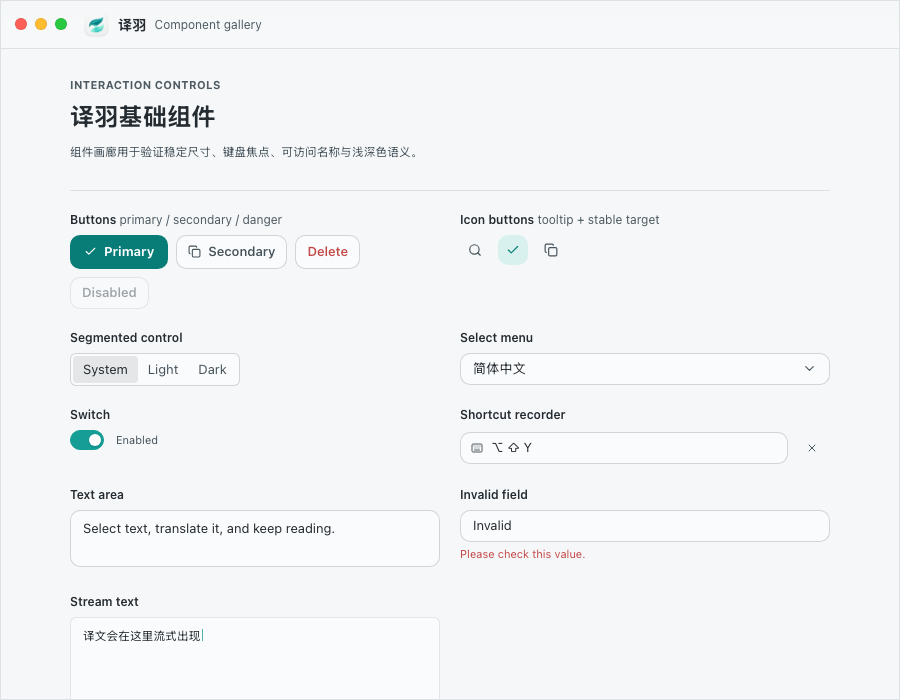 译羽 Component gallery
INTERACTION CONTROLS
译羽基础组件
组件画廊用于验证稳定尺寸、键盘焦点、可访问名称与浅深色语义。
Buttons primary / secondary / danger
Primary Secondary Delete
Disabled
Icon buttons tooltip + stable target
Segmented control
System Light Dark
Select menu
简体中文
Switch
Enabled
Shortcut recorder
⌥ ⇧ Y
Text area
Select text, translate it, and keep reading.
Invalid field
Invalid
Please check this value.
Stream text
译文会在这里流式出现